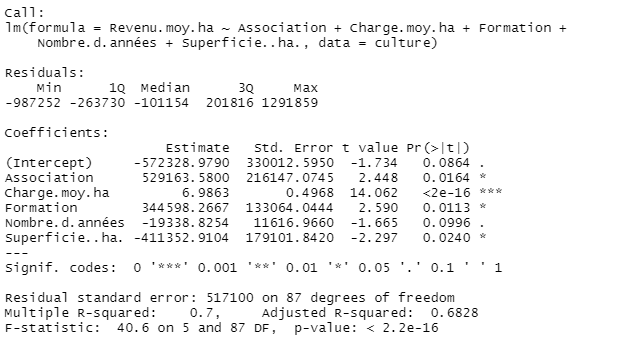 Call:
lm(formula = Revenu.moy.ha ~ Association + Charge.moy.ha + Formation +
    Nombre.d.années + Superficie..ha., data = culture)

Residuals:
    Min      1Q  Median      3Q     Max
-987252 -263730 -101154  201816 1291859

Coefficients:
                    Estimate   Std. Error t value Pr(>|t|)
(Intercept)     -572328.9790  330012.5950  -1.734   0.0864 .
Association      529163.5800  216147.0745   2.448   0.0164 *
Charge.moy.ha         6.9863       0.4968  14.062   <2e-16 ***
Formation        344598.2667  133064.0444   2.590   0.0113 *
Nombre.d.années  -19338.8254   11616.9660  -1.665   0.0996 .
Superficie..ha. -411352.9104  179101.8420  -2.297   0.0240 *
---
Signif. codes:  0 '***' 0.001 '**' 0.01 '*' 0.05 '.' 0.1 ' ' 1

Residual standard error: 517100 on 87 degrees of freedom
Multiple R-squared:    0.7,	Adjusted R-squared:  0.6828
F-statistic:  40.6 on 5 and 87 DF,  p-value: < 2.2e-16